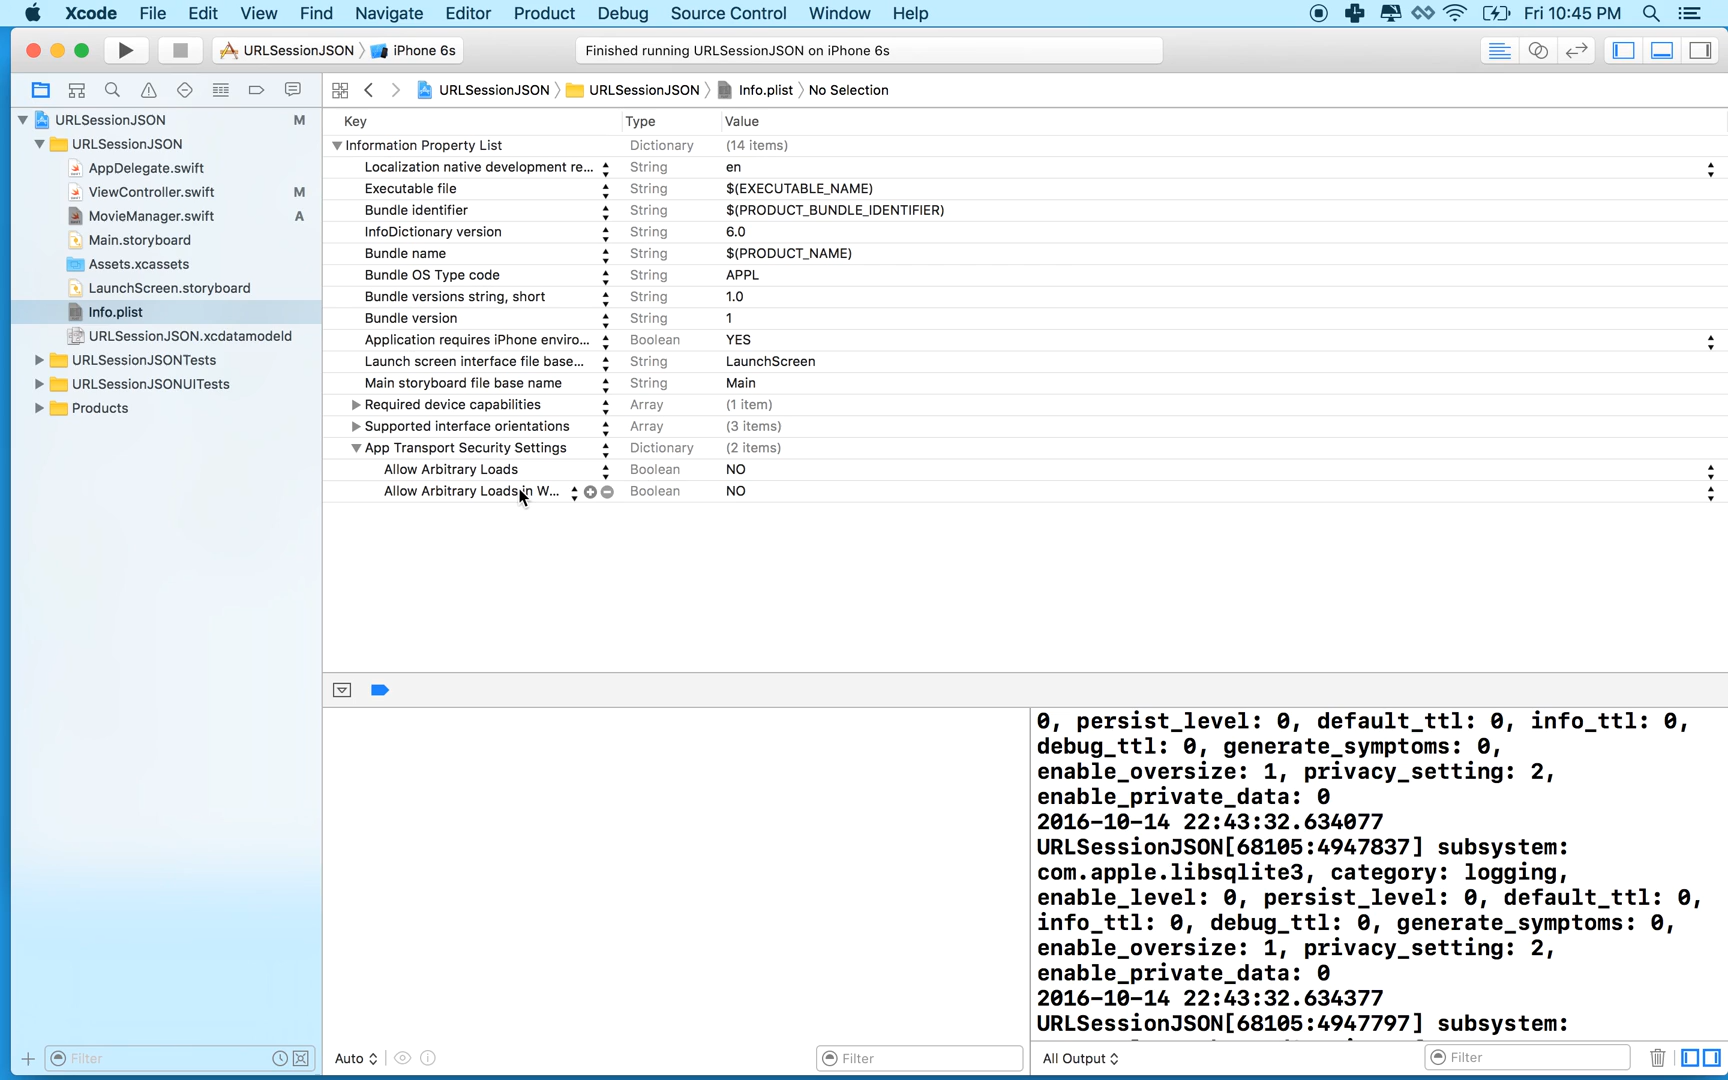 Xcode File Edit View Find Navigate Editor Product Debug Source Control Window Help Fri 10:45 PM
URLSessionJSON iPhone 6s Finished running URLSessionJSON on iPhone 6s
URLSessionJSON URLSessionJSON Info.plist No Selection
URLSessionJSON M
URLSessionJSON
AppDelegate.swift
ViewController.swift M
MovieManager.swift A
Main.storyboard
Assets.xcassets
LaunchScreen.storyboard
Info.plist
URLSessionJSON.xcdatamodeld
URLSessionJSONTests
URLSessionJSONUITests
Products
Filter
Key Type Value
Information Property List Dictionary (14 items)
Localization native development re... String en
Executable file String $(EXECUTABLE_NAME)
Bundle identifier String $(PRODUCT_BUNDLE_IDENTIFIER)
InfoDictionary version String 6.0
Bundle name String $(PRODUCT_NAME)
Bundle OS Type code String APPL
Bundle versions string, short String 1.0
Bundle version String 1
Application requires iPhone enviro... Boolean YES
Launch screen interface file base... String LaunchScreen
Main storyboard file base name String Main
Required device capabilities Array (1 item)
Supported interface orientations Array (3 items)
App Transport Security Settings Dictionary (2 items)
Allow Arbitrary Loads Boolean NO
Allow Arbitrary Loads in W... Boolean NO
0, persist_level: 0, default_ttl: 0, info_ttl: 0,
debug_ttl: 0, generate_symptoms: 0,
enable_oversize: 1, privacy_setting: 2,
enable_private_data: 0
2016-10-14 22:43:32.634077
URLSessionJSON[68105:4947837] subsystem:
com.apple.libsqlite3, category: logging,
enable_level: 0, persist_level: 0, default_ttl: 0,
info_ttl: 0, debug_ttl: 0, generate_symptoms: 0,
enable_oversize: 1, privacy_setting: 2,
enable_private_data: 0
2016-10-14 22:43:32.634377
URLSessionJSON[68105:4947797] subsystem:
Auto Filter All Output Filter